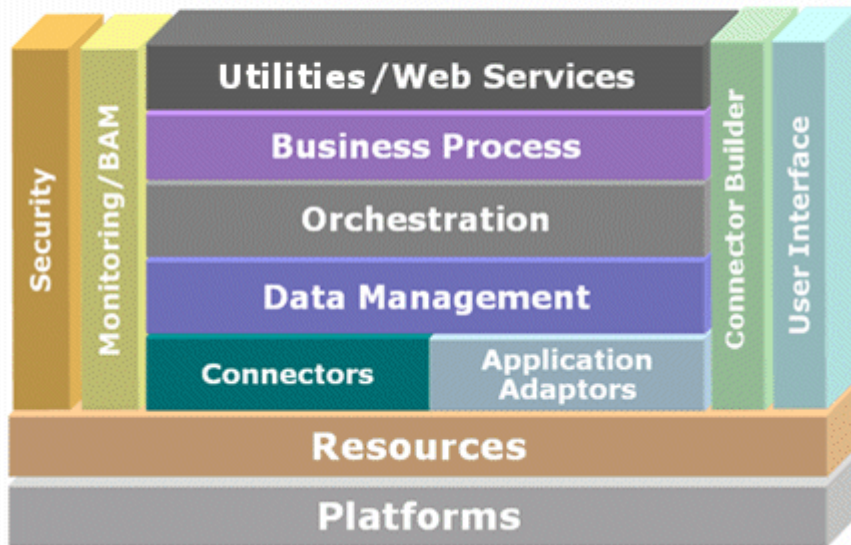 Utilities/Web Services
Business Process
Orchestration
Data Management
Connectors
Application
Adaptors
Security
Monitoring/BAM
Connector Builder
User Interface
Resources
Platforms